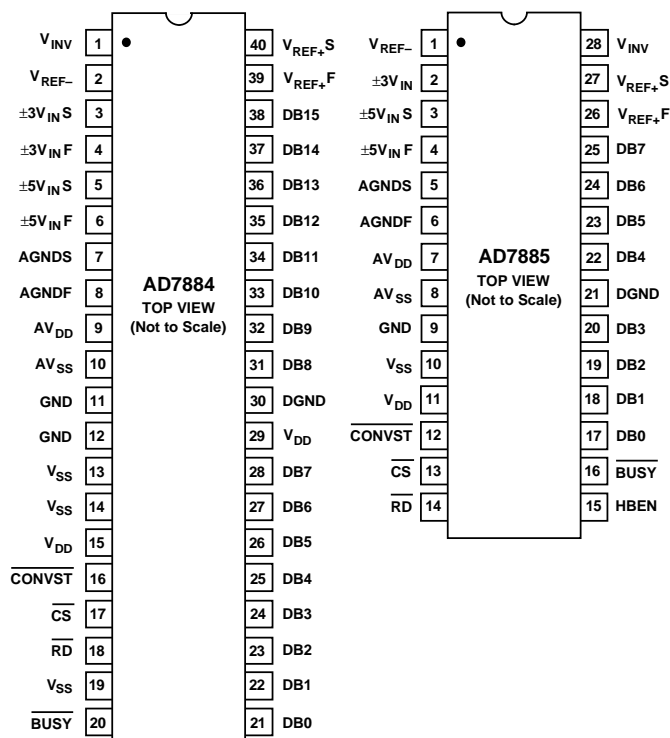 V_INV 1
V_REF– 2
±3V_IN S 3
±3V_IN F 4
±5V_IN S 5
±5V_IN F 6
AGNDS 7
AGNDF 8
AV_DD 9
AV_SS 10
GND 11
GND 12
V_SS 13
V_SS 14
V_DD 15
CONVST 16
CS 17
RD 18
V_SS 19
BUSY 20
AD7884
TOP VIEW
(Not to Scale)
40 V_REF+S
39 V_REF+F
38 DB15
37 DB14
36 DB13
35 DB12
34 DB11
33 DB10
32 DB9
31 DB8
30 DGND
29 V_DD
28 DB7
27 DB6
26 DB5
25 DB4
24 DB3
23 DB2
22 DB1
21 DB0
V_REF– 1
±3V_IN 2
±5V_IN S 3
±5V_IN F 4
AGNDS 5
AGNDF 6
AV_DD 7
AV_SS 8
GND 9
V_SS 10
V_DD 11
CONVST 12
CS 13
RD 14
AD7885
TOP VIEW
(Not to Scale)
28 V_INV
27 V_REF+S
26 V_REF+F
25 DB7
24 DB6
23 DB5
22 DB4
21 DGND
20 DB3
19 DB2
18 DB1
17 DB0
16 BUSY
15 HBEN